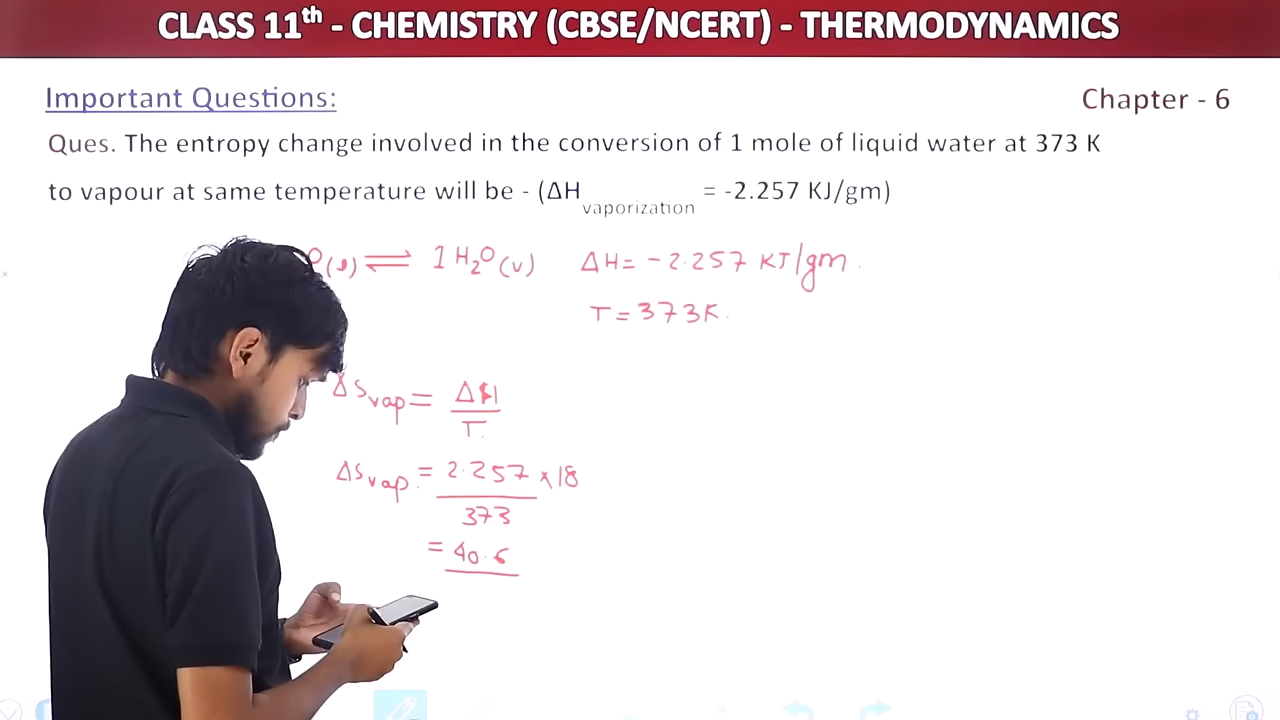 CLASS 11th - CHEMISTRY (CBSE/NCERT) - THERMODYNAMICS
Important Questions:
Chapter - 6
Ques. The entropy change involved in the conversion of 1 mole of liquid water at 373 K
to vapour at same temperature will be - (ΔHvaporization = -2.257 KJ/gm)
O(l) ⇌ 1 H₂O(v) ΔH = -2.257 KJ/gm
T = 373K.
ΔSvap = ΔH
T.
ΔSvap. = 2.257 × 18
373
= 40.6